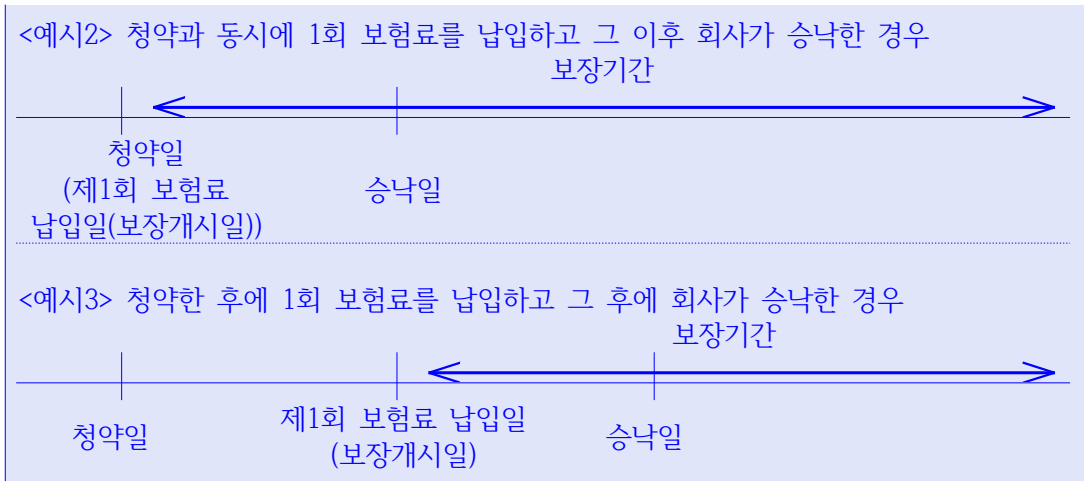 <예시2> 청약과 동시에 1회 보험료를 납입하고 그 이후 회사가 승낙한 경우
보장기간
청약일
(제1회 보험료
납입일(보장개시일))
승낙일
<예시3> 청약한 후에 1회 보험료를 납입하고 그 후에 회사가 승낙한 경우
보장기간
청약일
제1회 보험료 납입일
(보장개시일)
승낙일